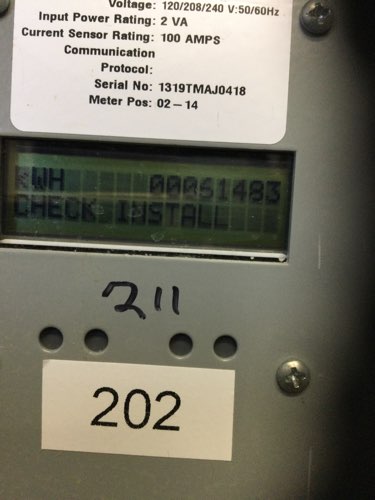 Voltage: 120/208/240 V:50/60Hz
Input Power Rating: 2 VA
Current Sensor Rating: 100 AMPS
Communication
Protocol:
Serial No: 1319TMAJ0418
Meter Pos: 02-14
*WH 00061483
CHECK INSTALL
211
202